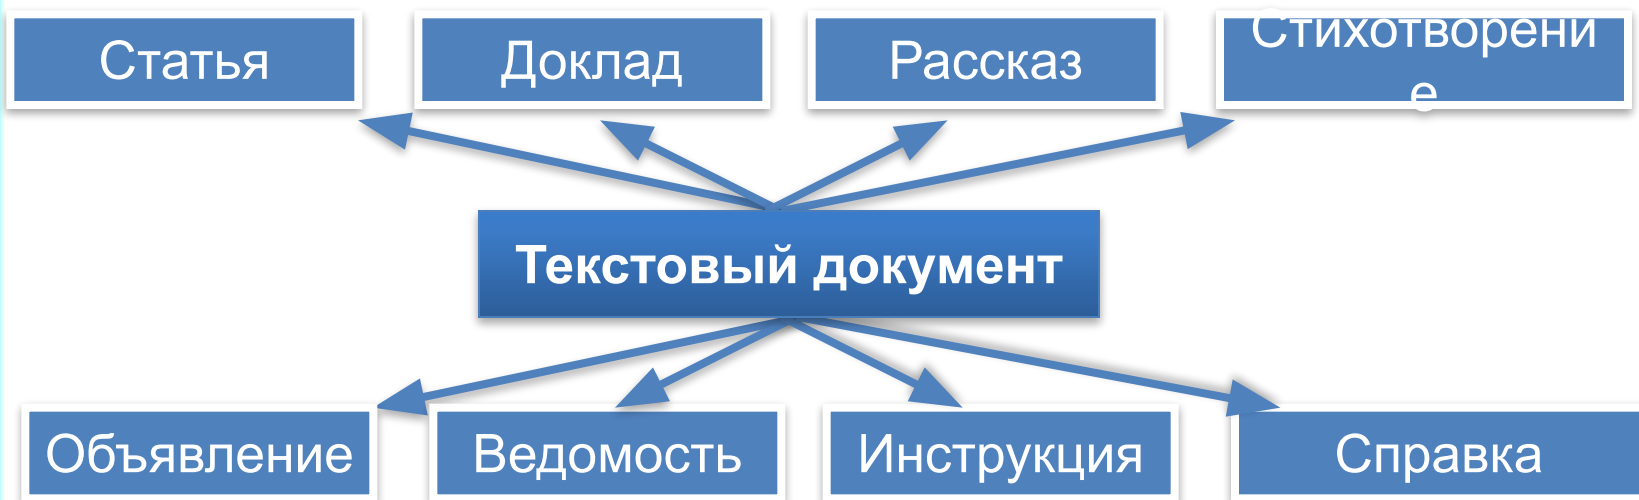 Статья
Доклад
Рассказ
Стихотворени
е
Текстовый документ
Объявление
Ведомость
Инструкция
Справка